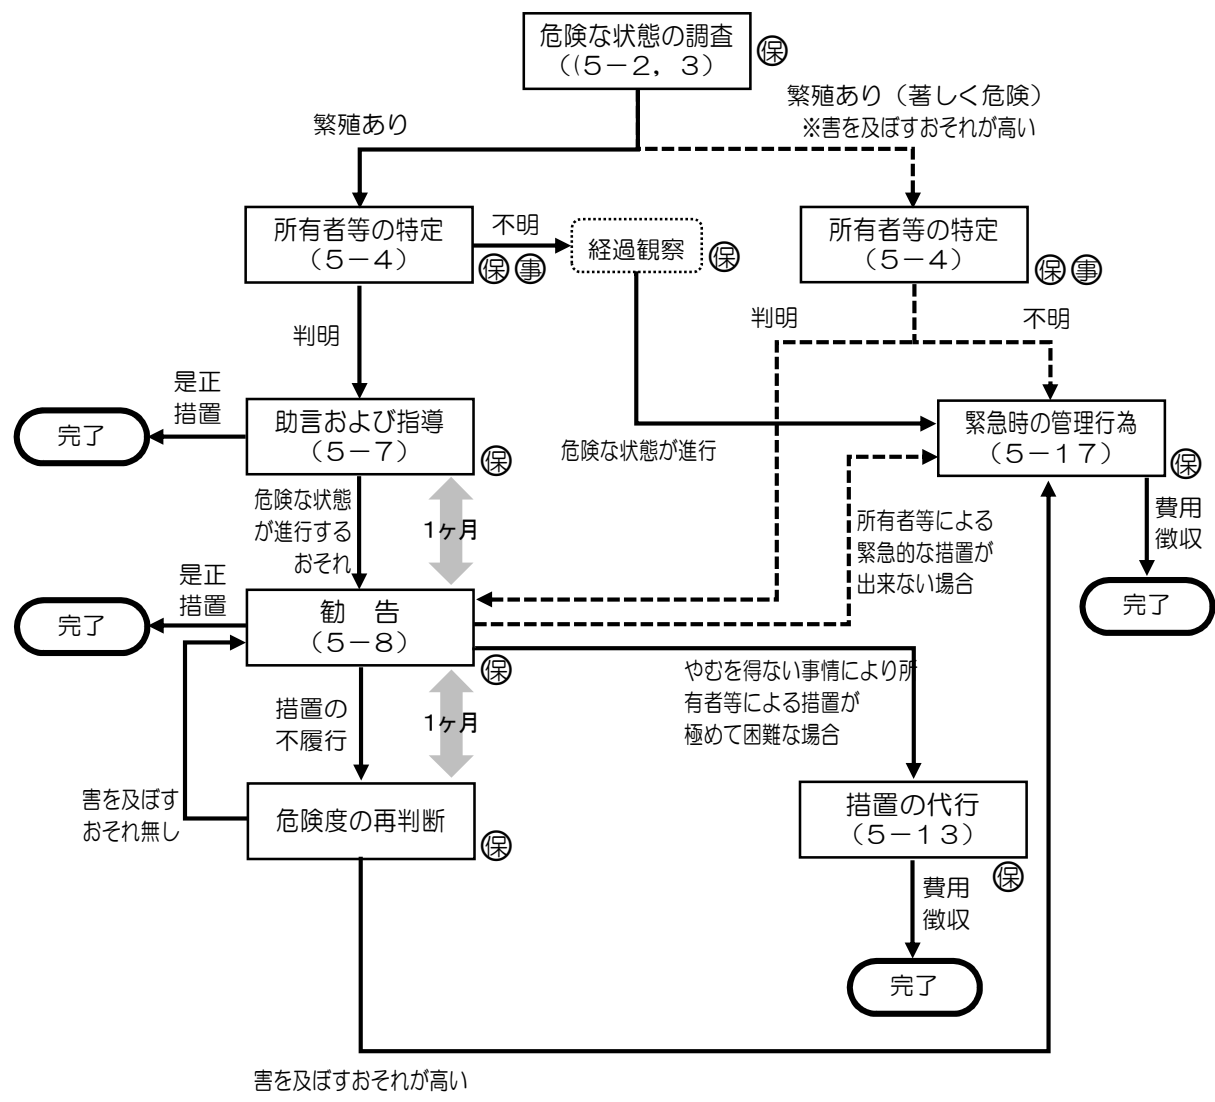 危険な状態の調査
((5－2，3)
㊝
繁殖あり
繁殖あり（著しく危険）
※害を及ぼすおそれが高い
所有者等の特定
(5－4)
保 事
不明
経過観察
保
所有者等の特定
(5－4)
保 事
判明
判明
不明
是正
措置
完了
助言および指導
(5－7)
保
危険な状態が進行
緊急時の管理行為
(5－17)
保
危険な状態
が進行する
おそれ
1ヶ月
所有者等による
緊急的な措置が
出来ない場合
費用
徴収
完了
是正
措置
完了
勧　告
(5－8)
保
措置の
不履行
1ヶ月
やむを得ない事情により所
有者等による措置が
極めて困難な場合
害を及ぼす
おそれ無し
危険度の再判断
保
措置の代行
(5－13)
保
費用
徴収
完了
害を及ぼすおそれが高い